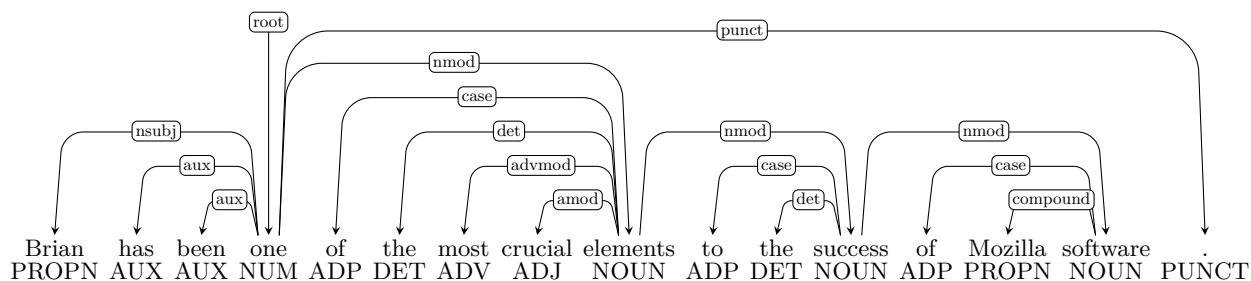 root
punct
nmod
case
nsubj det nmod nmod
aux advmod case case
aux amod det compound
Brian has been one of the most crucial elements to the success of Mozilla software .
PROPN AUX AUX NUM ADP DET ADV ADJ NOUN ADP DET NOUN ADP PROPN NOUN PUNCT